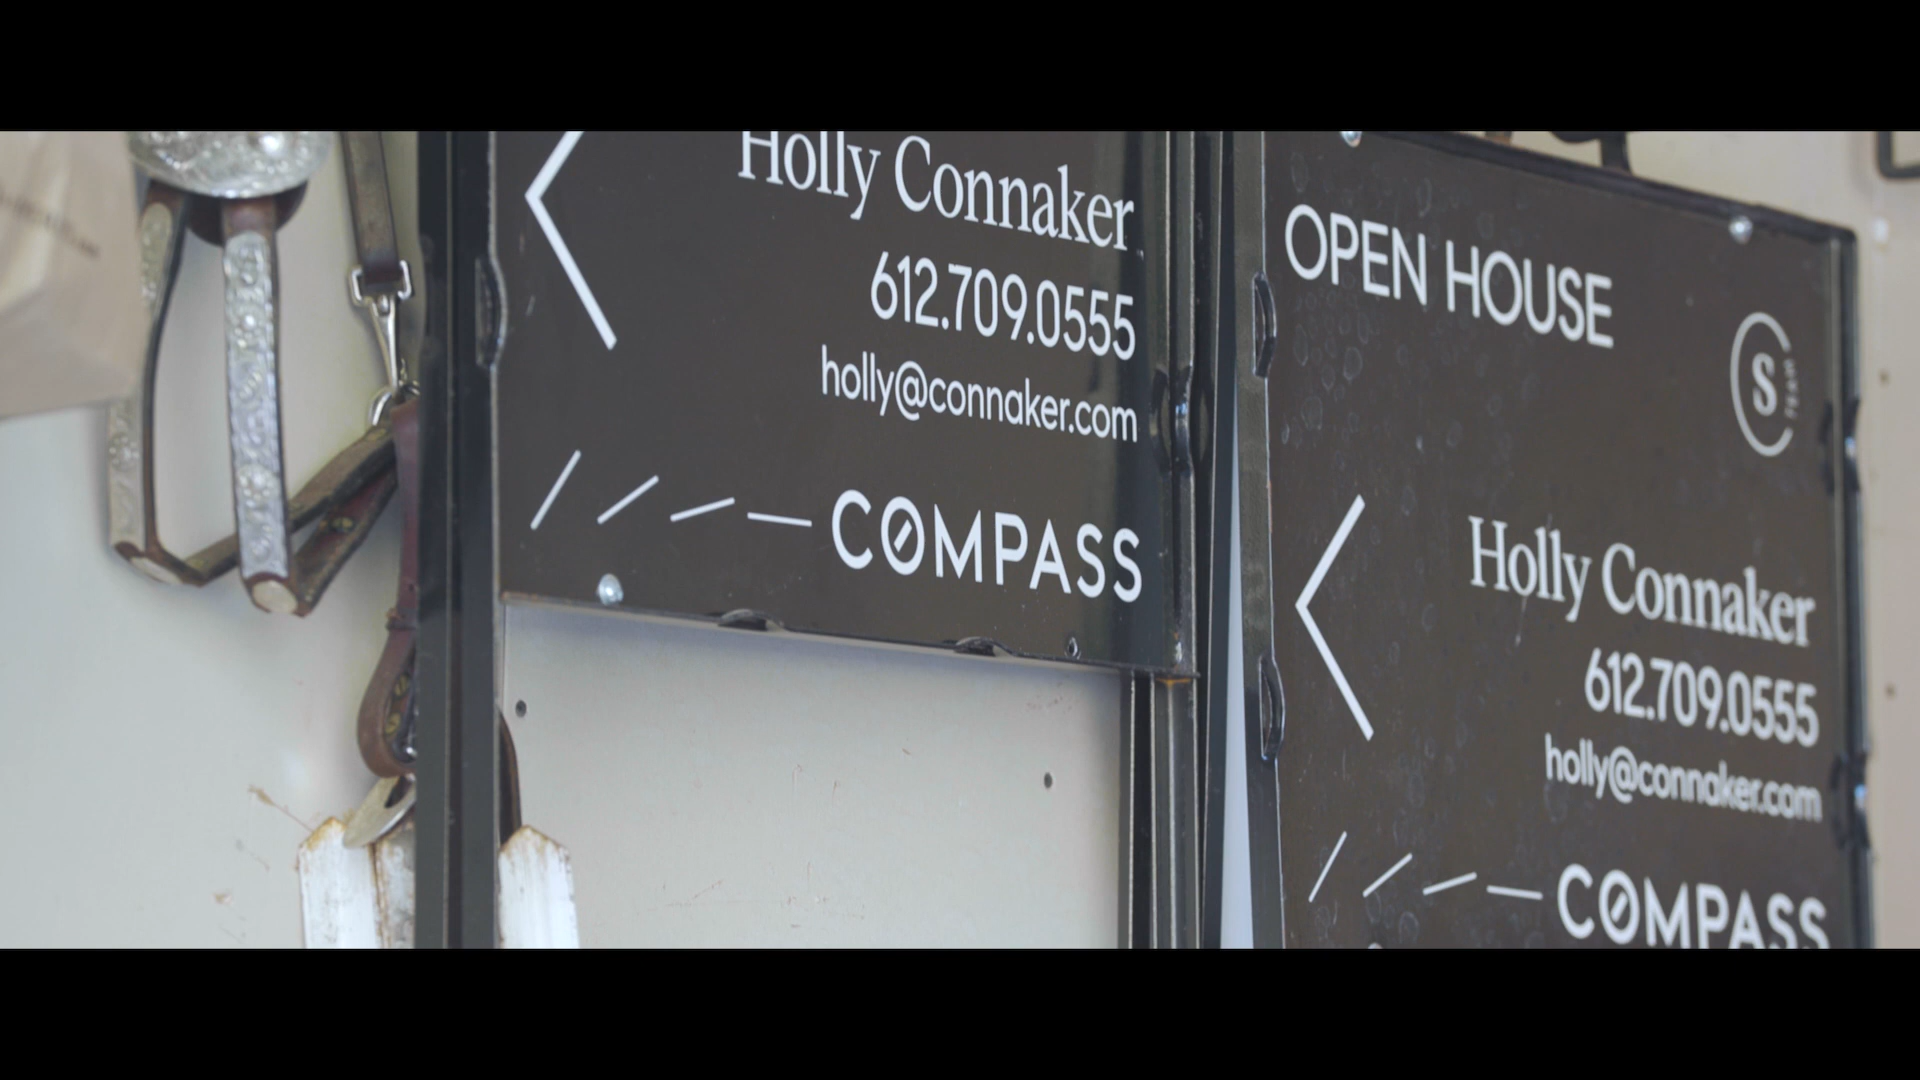 Holly Connaker
612.709.0555
holly@connaker.com
COMPASS
OPEN HOUSE
S
TEAM
Holly Connaker
612.709.0555
holly@connaker.com
COMPASS